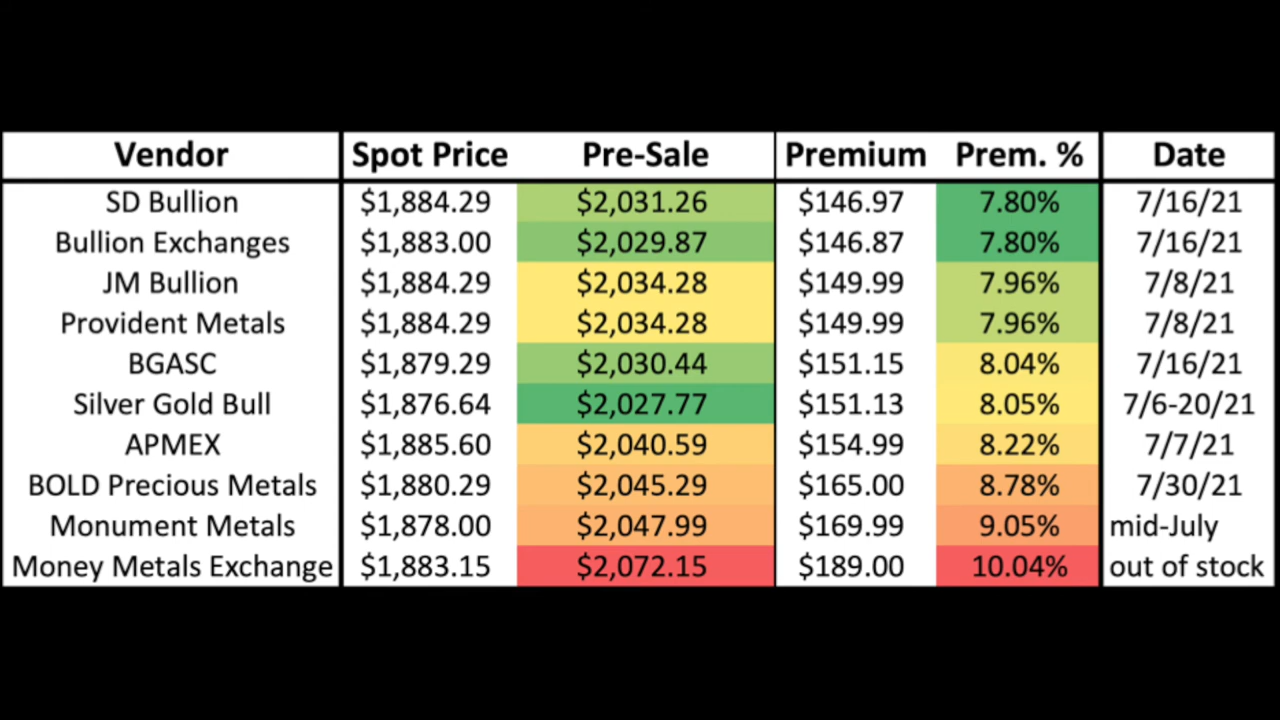 Vendor Spot Price Pre-Sale Premium Prem. % Date
SD Bullion $1,884.29 $2,031.26 $146.97 7.80% 7/16/21
Bullion Exchanges $1,883.00 $2,029.87 $146.87 7.80% 7/16/21
JM Bullion $1,884.29 $2,034.28 $149.99 7.96% 7/8/21
Provident Metals $1,884.29 $2,034.28 $149.99 7.96% 7/8/21
BGASC $1,879.29 $2,030.44 $151.15 8.04% 7/16/21
Silver Gold Bull $1,876.64 $2,027.77 $151.13 8.05% 7/6-20/21
APMEX $1,885.60 $2,040.59 $154.99 8.22% 7/7/21
BOLD Precious Metals $1,880.29 $2,045.29 $165.00 8.78% 7/30/21
Monument Metals $1,878.00 $2,047.99 $169.99 9.05% mid-July
Money Metals Exchange $1,883.15 $2,072.15 $189.00 10.04% out of stock